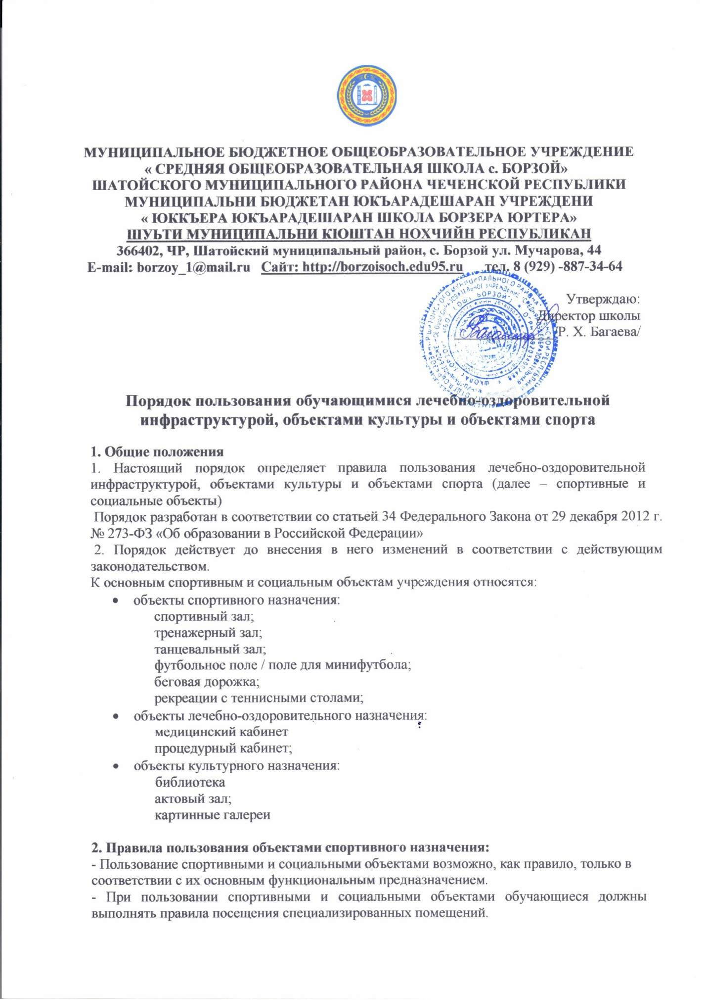 МУНИЦИПАЛЬНОЕ БЮДЖЕТНОЕ ОБЩЕОБРАЗОВАТЕЛЬНОЕ УЧРЕЖДЕНИЕ
« СРЕДНЯЯ ОБЩЕОБРАЗОВАТЕЛЬНАЯ ШКОЛА с. БОРЗОЙ»
ШАТОЙСКОГО МУНИЦИПАЛЬНОГО РАЙОНА ЧЕЧЕНСКОЙ РЕСПУБЛИКИ
МУНИЦИПАЛЬНИ БЮДЖЕТАН ЮКЪАРАДЕШАРАН УЧРЕЖДЕНИ
« ЮККЪЕРА ЮКЪАРАДЕШАРАН ШКОЛА БОРЗЕРА ЮРТЕРА»
ШУЬТИ МУНИЦИПАЛЬНИ КІОШТАН НОХЧИЙН РЕСПУБЛИКАН
366402, ЧР, Шатойский муниципальный район, с. Борзой ул. Мучарова, 44
E-mail: borzoy_1@mail.ru Сайт: http://borzoisoch.edu95.ru тел. 8 (929) -887-34-64
Утверждаю:
Директор школы
/Р. Х. Багаева/
Порядок пользования обучающимися лечебно-оздоровительной
инфраструктурой, объектами культуры и объектами спорта
1. Общие положения
1. Настоящий порядок определяет правила пользования лечебно-оздоровительной
инфраструктурой, объектами культуры и объектами спорта (далее – спортивные и
социальные объекты)
Порядок разработан в соответствии со статьей 34 Федерального Закона от 29 декабря 2012 г.
№ 273-ФЗ «Об образовании в Российской Федерации»
2. Порядок действует до внесения в него изменений в соответствии с действующим
законодательством.
К основным спортивным и социальным объектам учреждения относятся:
• объекты спортивного назначения:
спортивный зал;
тренажерный зал;
танцевальный зал;
футбольное поле / поле для минифутбола;
беговая дорожка;
рекреации с теннисными столами;
• объекты лечебно-оздоровительного назначения:
медицинский кабинет
процедурный кабинет;
• объекты культурного назначения:
библиотека
актовый зал;
картинные галереи
2. Правила пользования объектами спортивного назначения:
- Пользование спортивными и социальными объектами возможно, как правило, только в
соответствии с их основным функциональным предназначением.
- При пользовании спортивными и социальными объектами обучающиеся должны
выполнять правила посещения специализированных помещений.